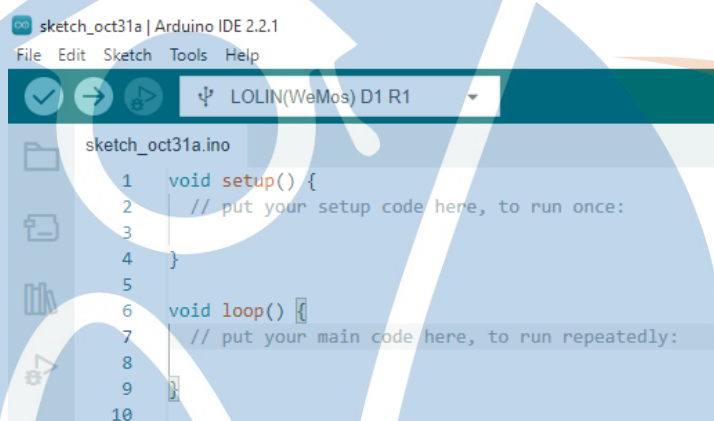 sketch_oct31a | Arduino IDE 2.2.1
File Edit Sketch Tools Help
LOLIN(WeMos) D1 R1
sketch_oct31a.ino
1 void setup() {
2 // put your setup code here, to run once:
3
4 }
5
6 void loop() {
7 // put your main code here, to run repeatedly:
8
9 }
10